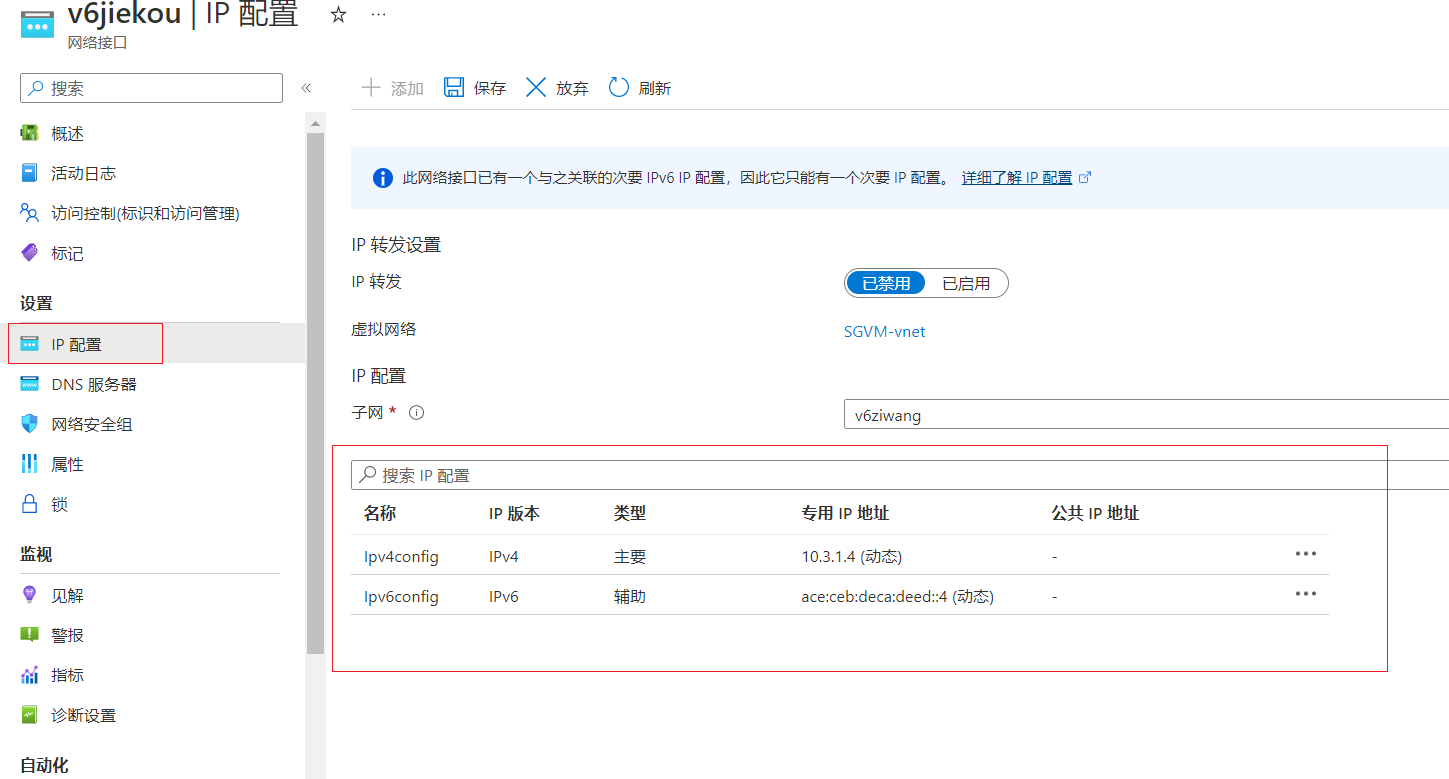 v6jiekou | IP 配置
网络接口
搜索
添加 保存 放弃 刷新
概述
活动日志
访问控制(标识和访问管理)
标记
设置
IP 配置
DNS 服务器
网络安全组
属性
锁
监视
见解
警报
指标
诊断设置
自动化
此网络接口已有一个与之关联的次要 IPv6 IP 配置，因此它只能有一个次要 IP 配置。 详细了解 IP 配置
IP 转发设置
IP 转发 已禁用 已启用
虚拟网络 SGVM-vnet
IP 配置
子网 * v6ziwang
搜索 IP 配置
名称 IP 版本 类型 专用 IP 地址 公共 IP 地址
Ipv4config IPv4 主要 10.3.1.4 (动态) -
Ipv6config IPv6 辅助 ace:ceb:deca:deed::4 (动态) -